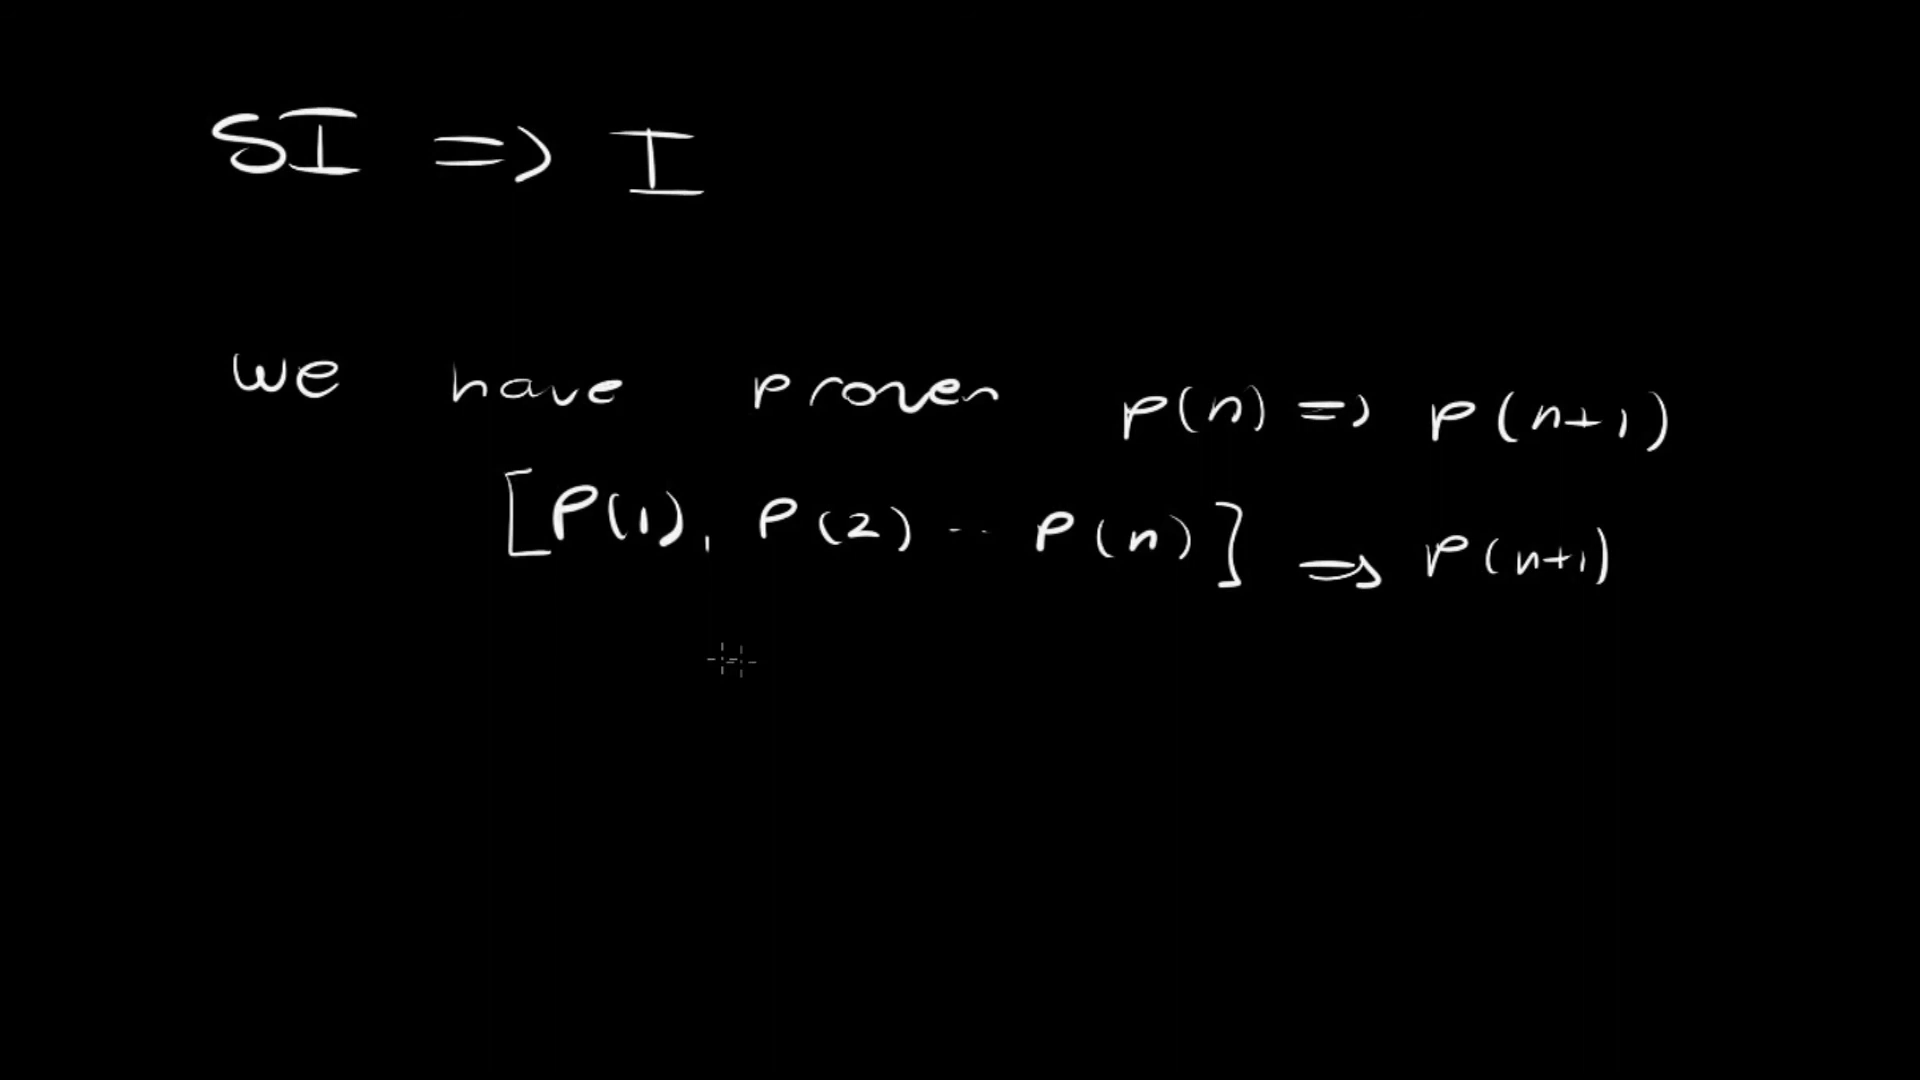 SI => I
we have proven P(n) => P(n+1)
[P(1), P(2) -- P(n)] => P(n+1)